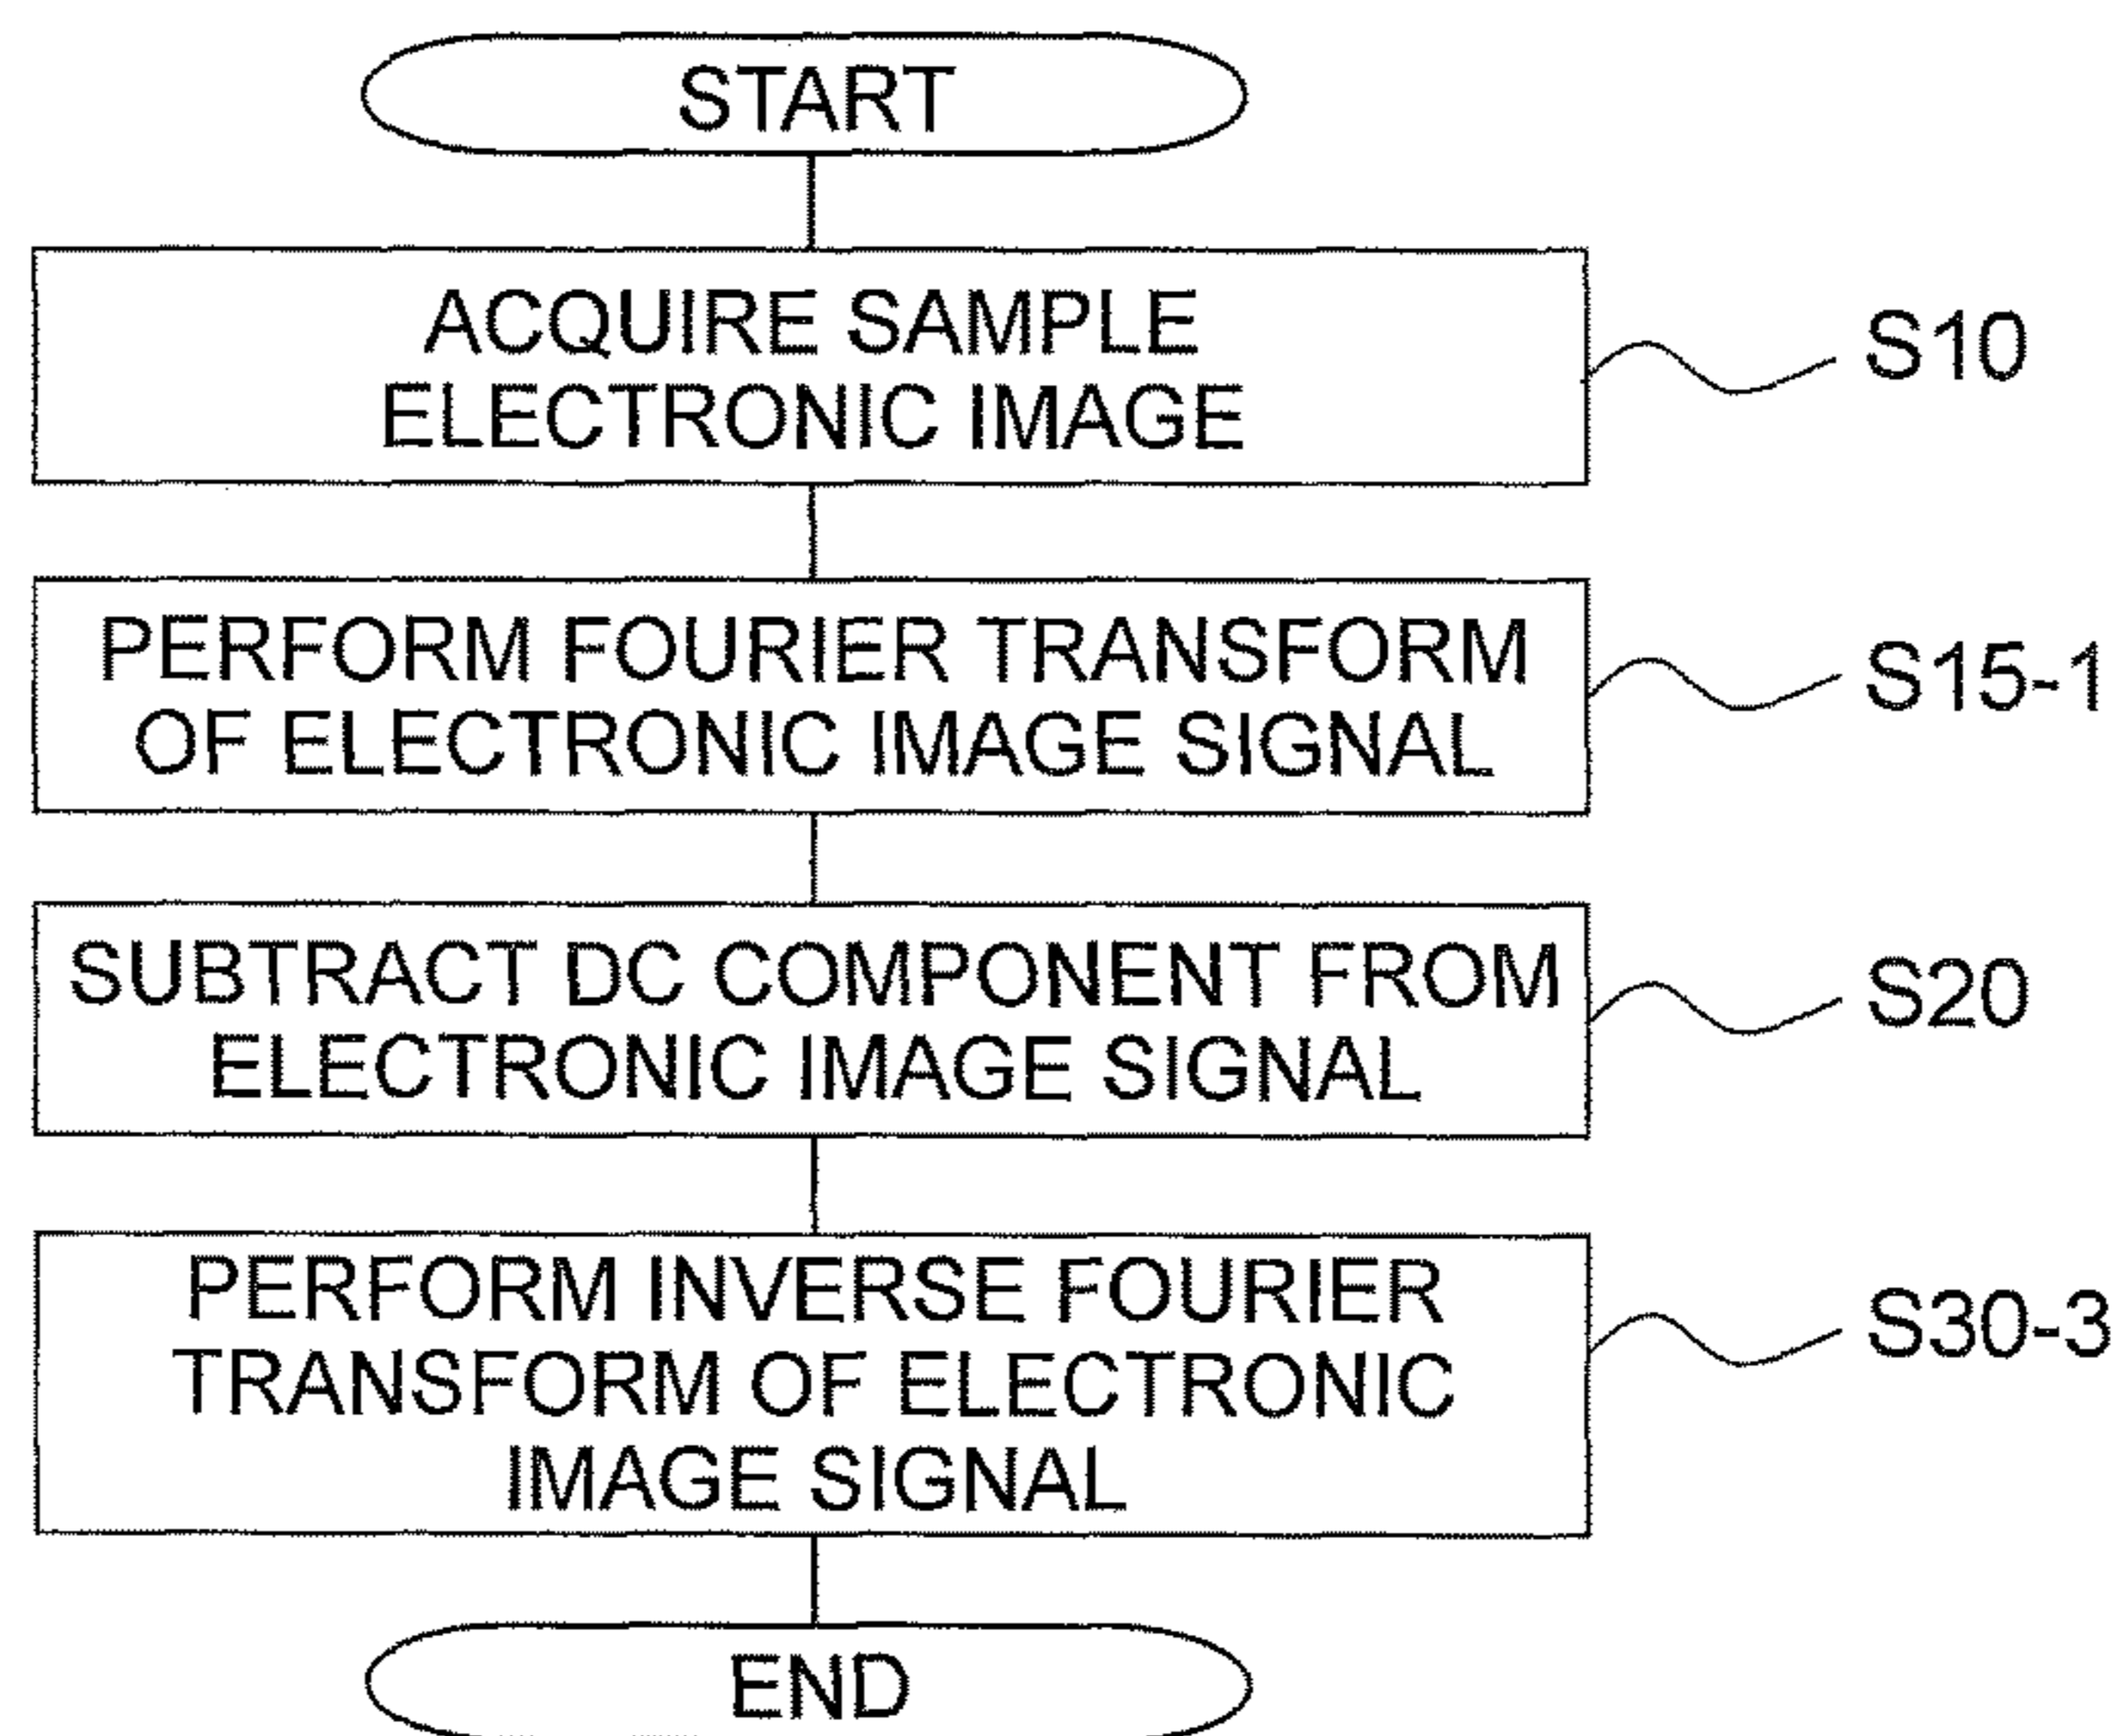 START
ACQUIRE SAMPLE
ELECTRONIC IMAGE
S10
PERFORM FOURIER TRANSFORM
OF ELECTRONIC IMAGE SIGNAL
S15-1
SUBTRACT DC COMPONENT FROM
ELECTRONIC IMAGE SIGNAL
S20
PERFORM INVERSE FOURIER
TRANSFORM OF ELECTRONIC
IMAGE SIGNAL
S30-3
END